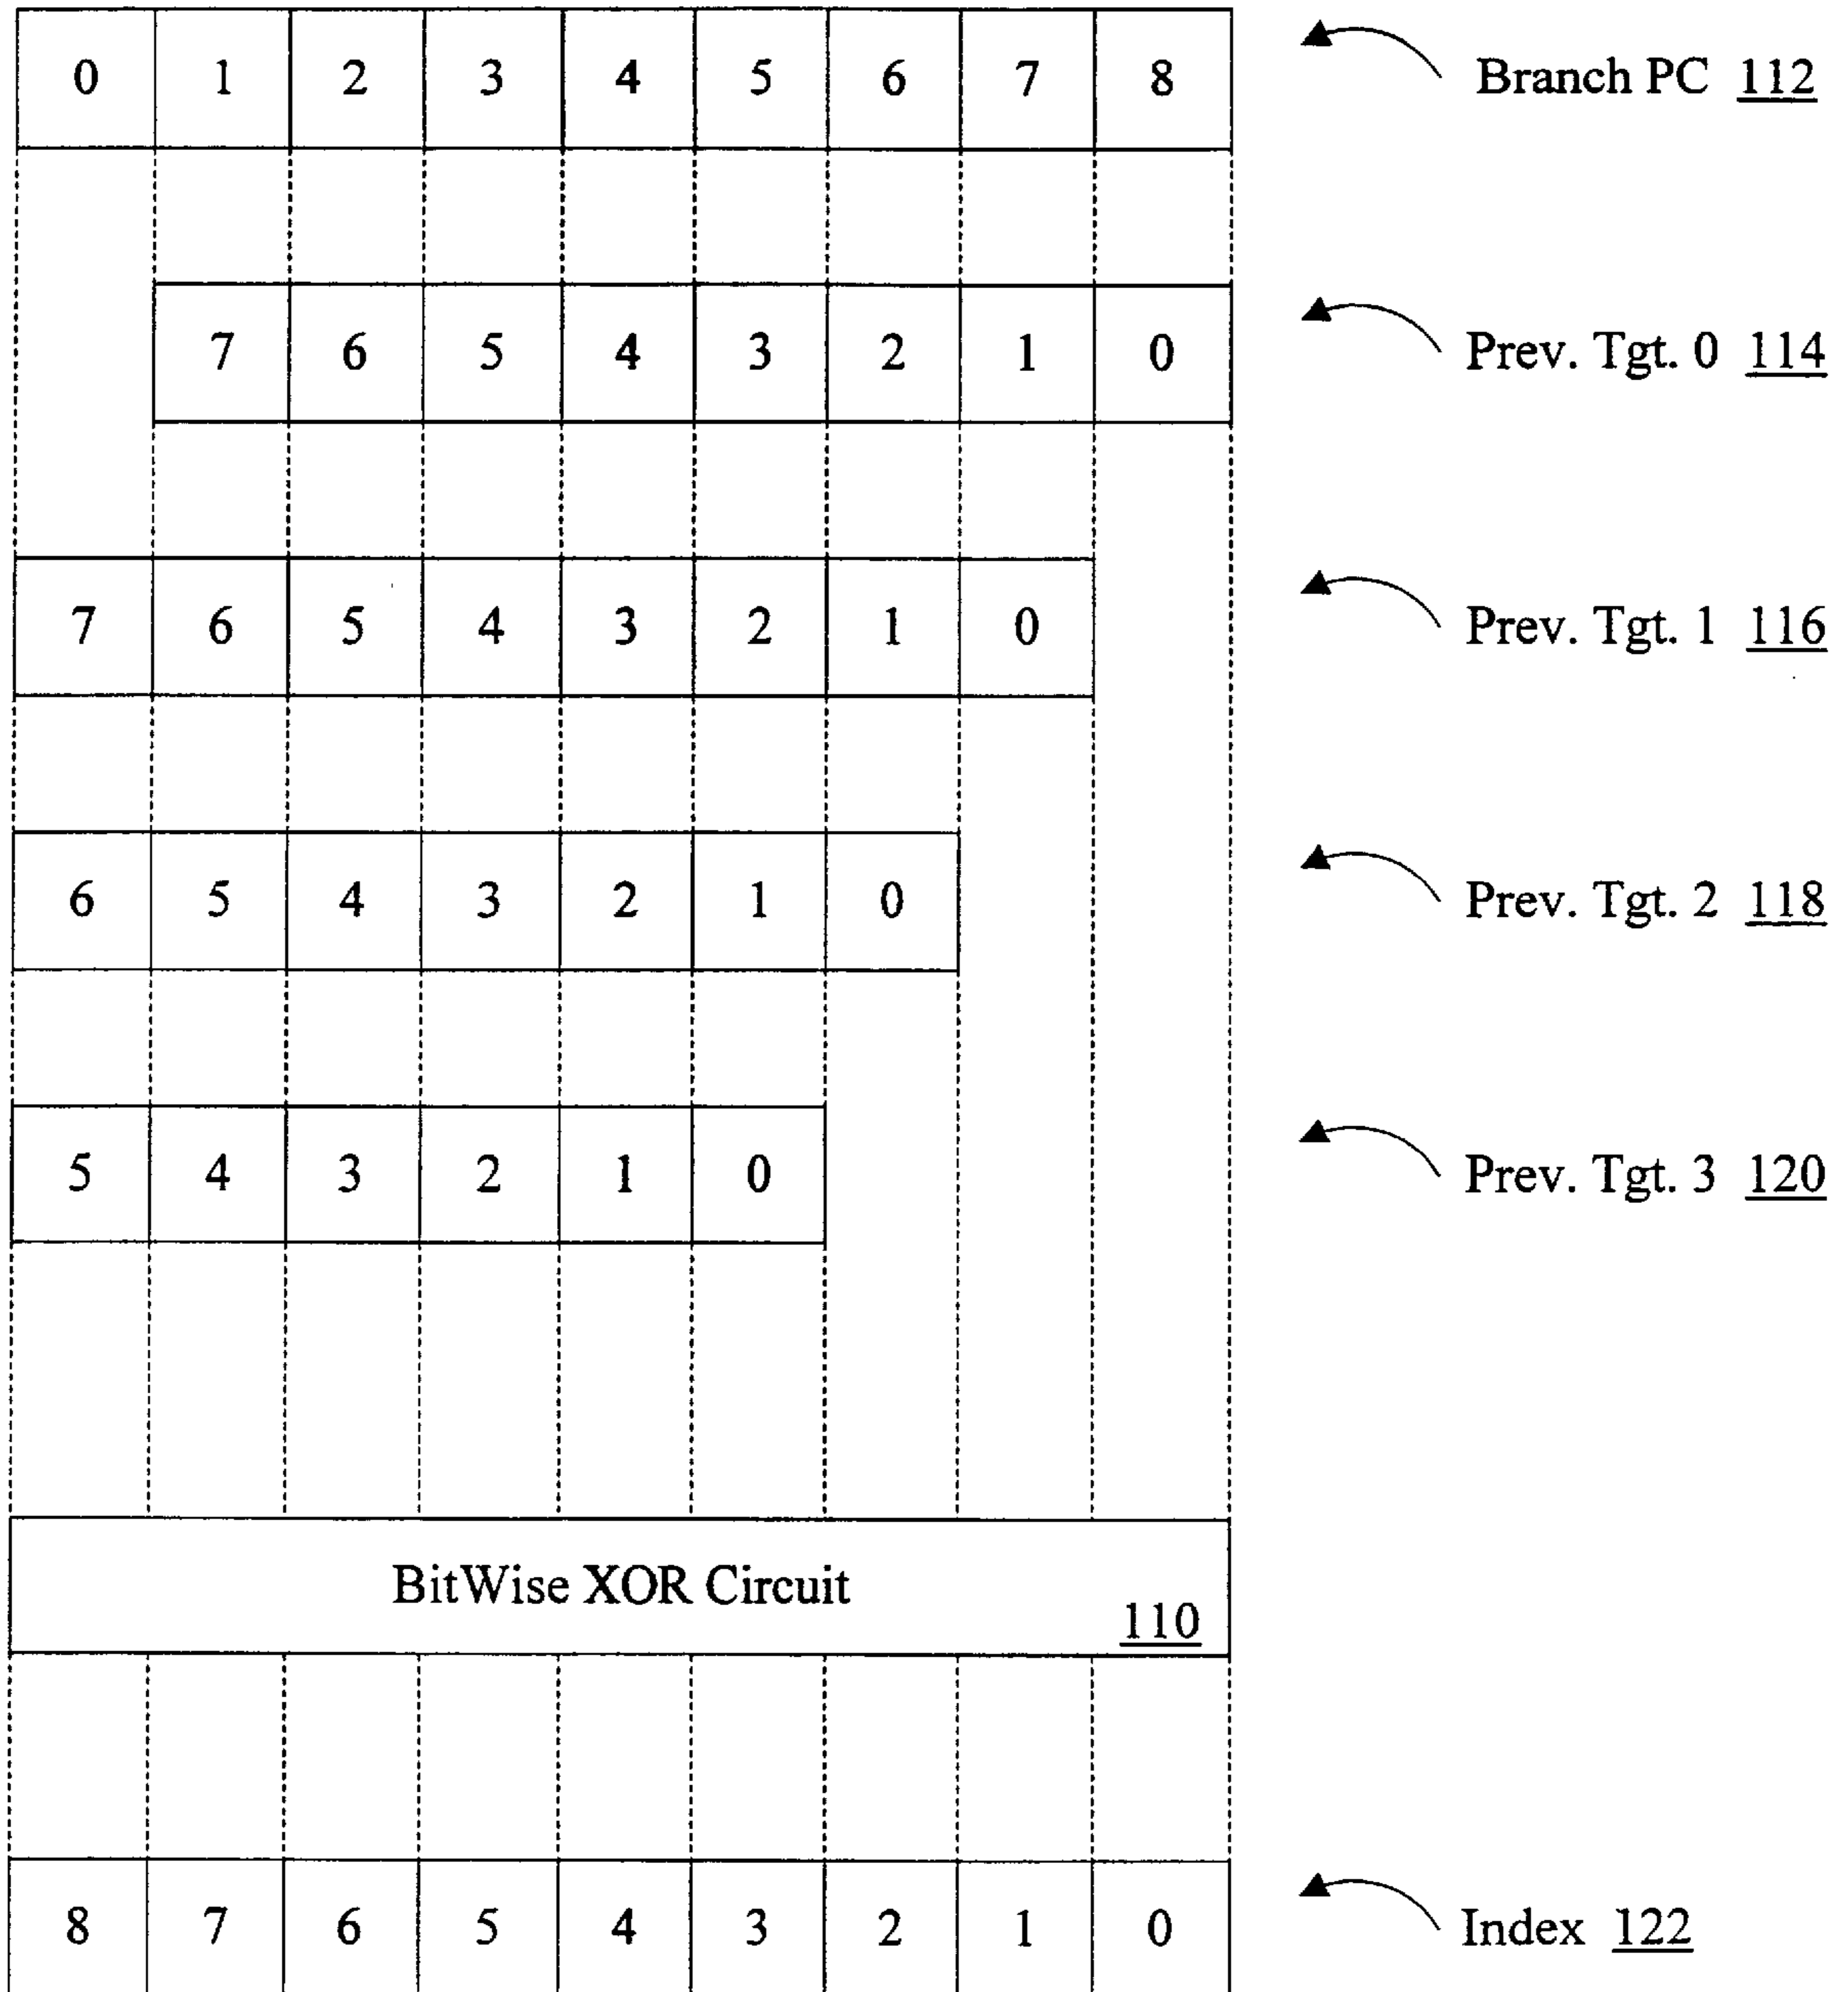 0 1 2 3 4 5 6 7 8 Branch PC 112
7 6 5 4 3 2 1 0 Prev. Tgt. 0 114
7 6 5 4 3 2 1 0 Prev. Tgt. 1 116
6 5 4 3 2 1 0 Prev. Tgt. 2 118
5 4 3 2 1 0 Prev. Tgt. 3 120
BitWise XOR Circuit
110
8 7 6 5 4 3 2 1 0 Index 122